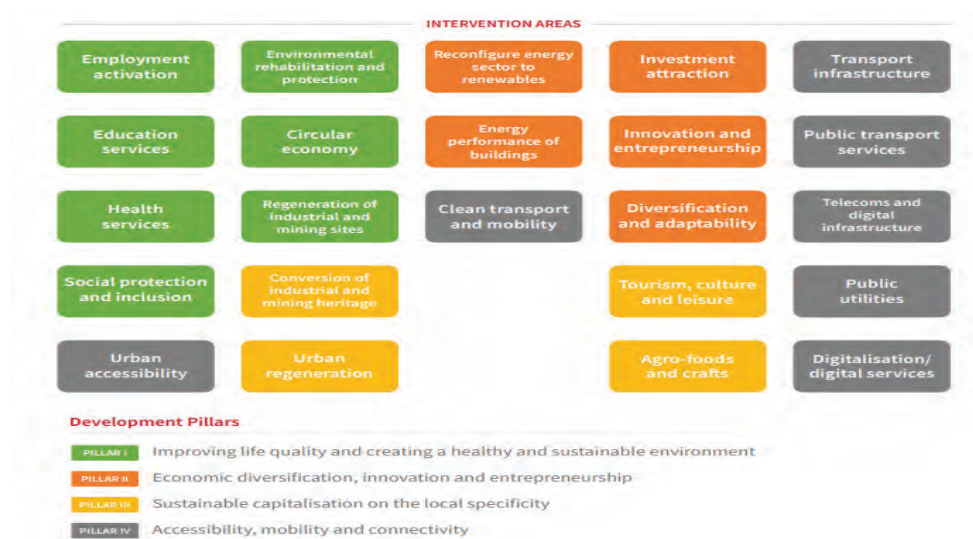 INTERVENTION AREAS
Employment
activation
Environmental
rehabilitation and
protection
Reconfigure energy
sector to
renewables
Investment
attraction
Transport
infrastructure
Education
services
Circular
economy
Energy
performance of
buildings
Innovation and
entrepreneurship
Public transport
services
Health
services
Regeneration of
industrial and
mining sites
Clean transport
and mobility
Diversification
and adaptability
Telecoms and
digital
infrastructure
Social protection
and inclusion
Conversion of
industrial and
mining heritage
Tourism, culture
and leisure
Public
utilities
Urban
accessibility
Urban
regeneration
Agro-foods
and crafts
Digitalisation/
digital services
Development Pillars
PILLAR I Improving life quality and creating a healthy and sustainable environment
PILLAR II Economic diversification, innovation and entrepreneurship
PILLAR III Sustainable capitalisation on the local specificity
PILLAR IV Accessibility, mobility and connectivity